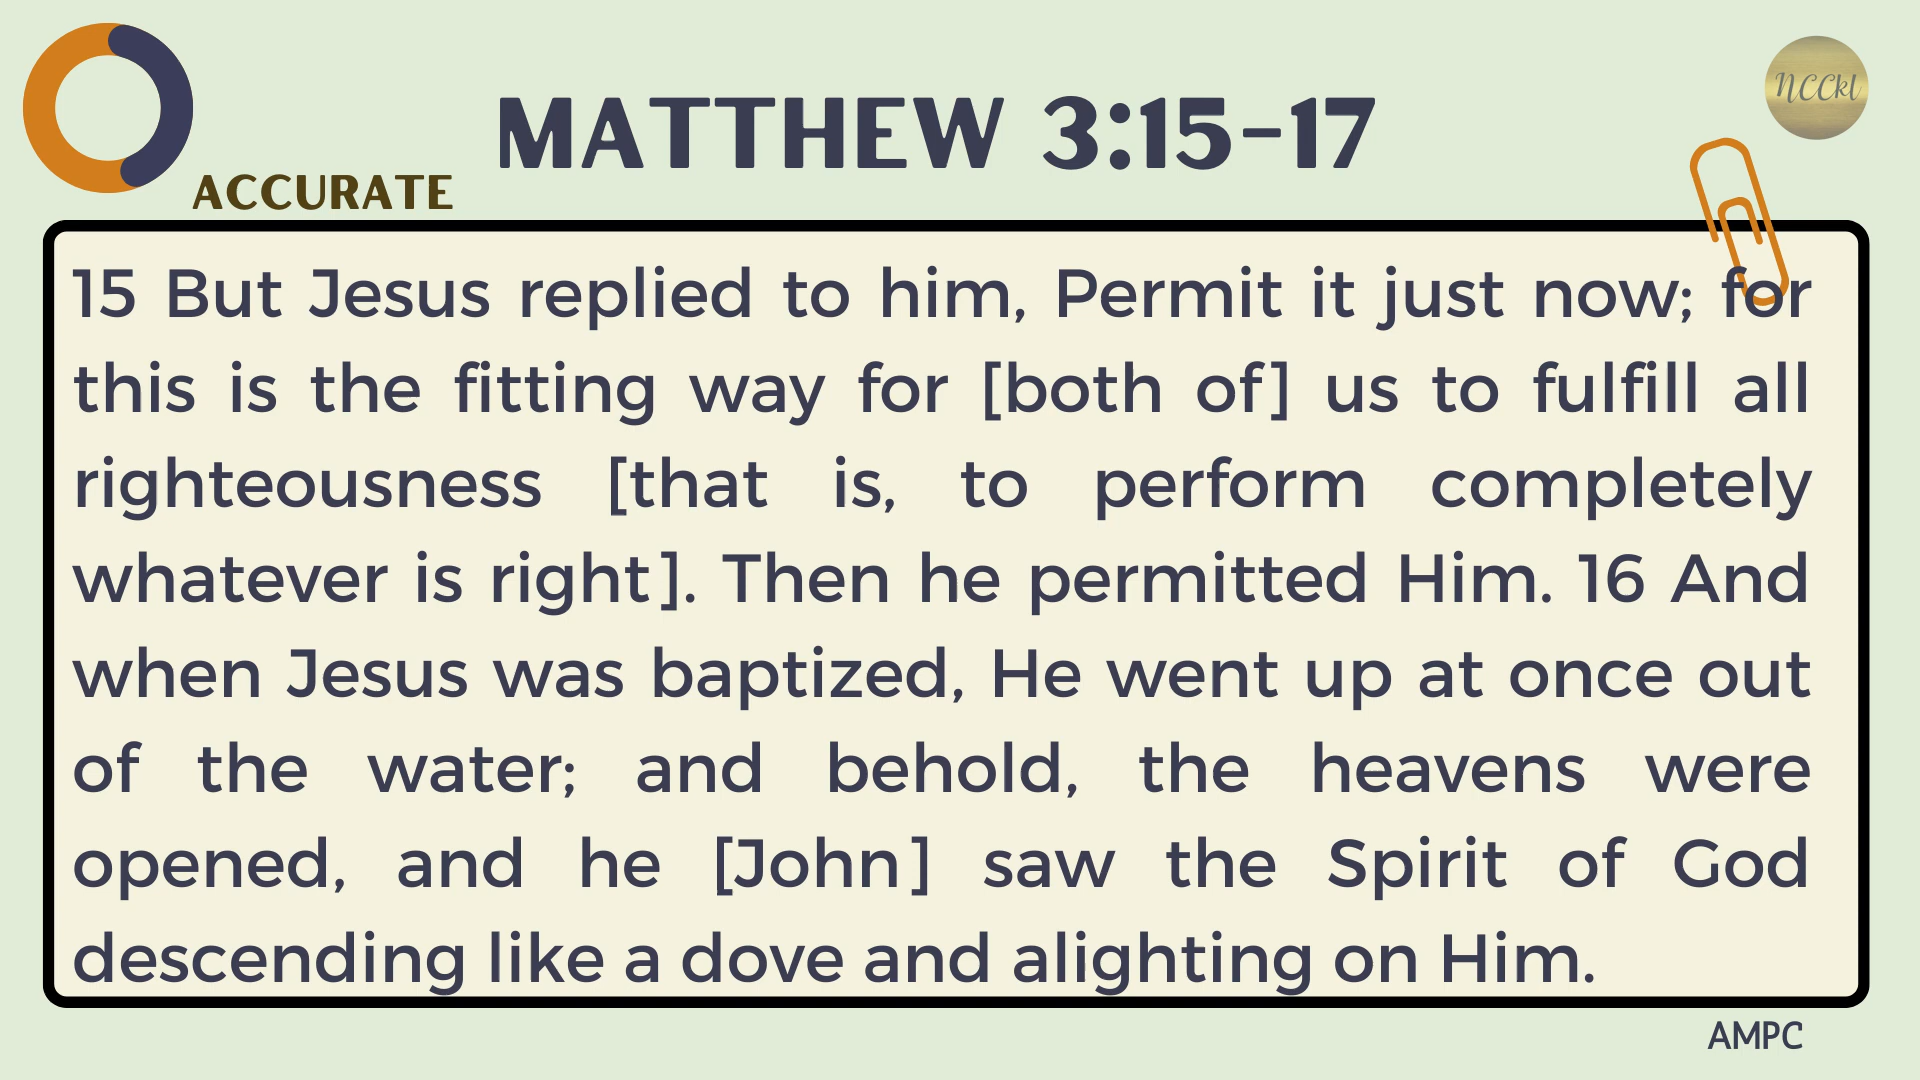 NCCkl
MATTHEW 3:15-17
ACCURATE
15 But Jesus replied to him, Permit it just now; for
this is the fitting way for [both of] us to fulfill all
righteousness [that is, to perform completely
whatever is right]. Then he permitted Him. 16 And
when Jesus was baptized, He went up at once out
of the water; and behold, the heavens were
opened, and he [John] saw the Spirit of God
descending like a dove and alighting on Him.
AMPC